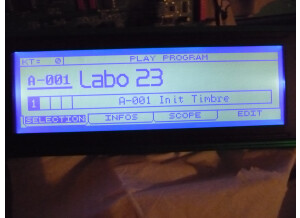 KT: 0 PLAY PROGRAM
A-001 Labo 23
1 A-001 Init Timbre
SELECTION INFOS SCOPE EDIT